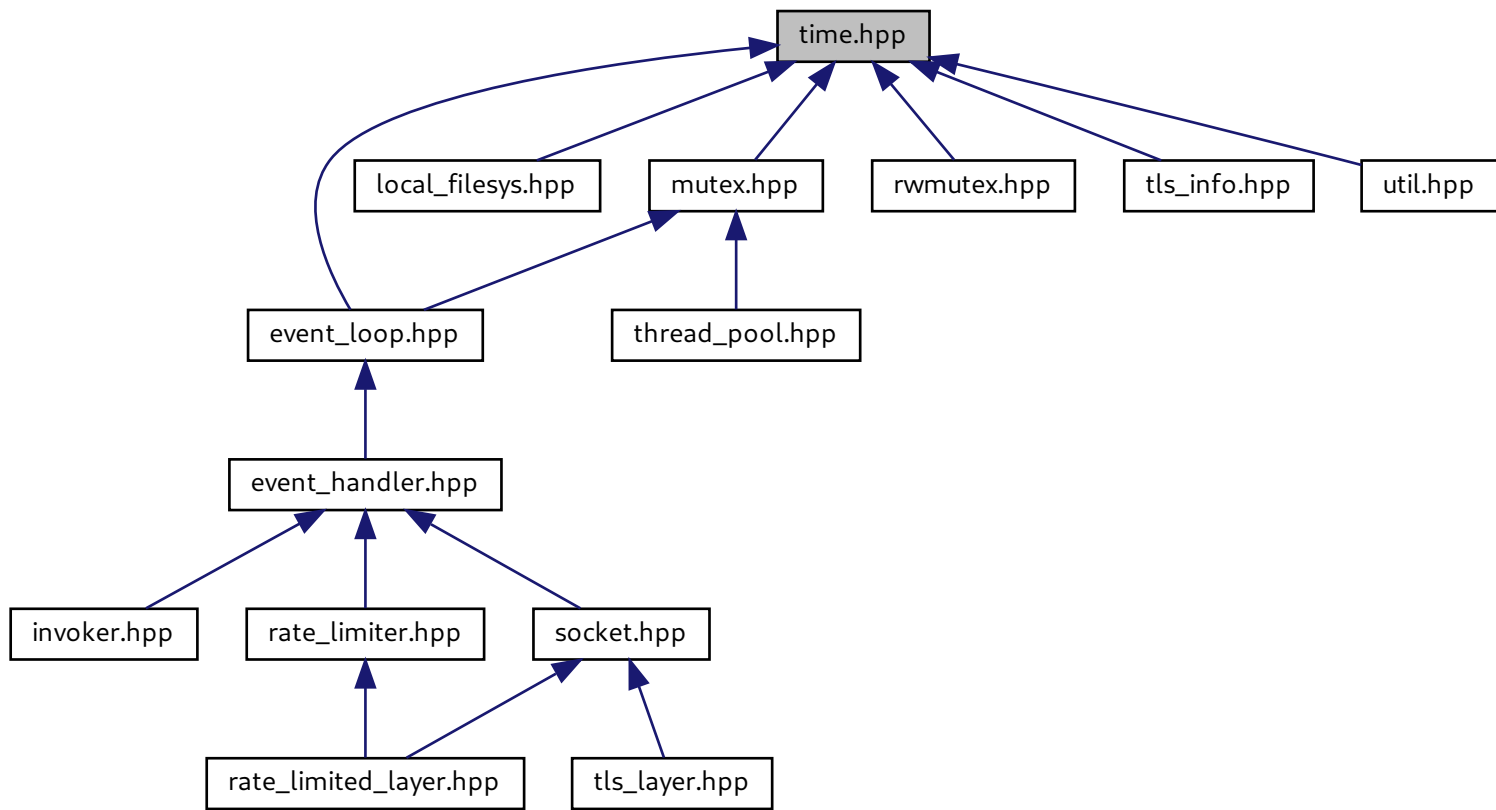 time.hpp
local_filesys.hpp
mutex.hpp
rwmutex.hpp
tls_info.hpp
util.hpp
event_loop.hpp
thread_pool.hpp
event_handler.hpp
invoker.hpp
rate_limiter.hpp
socket.hpp
rate_limited_layer.hpp
tls_layer.hpp